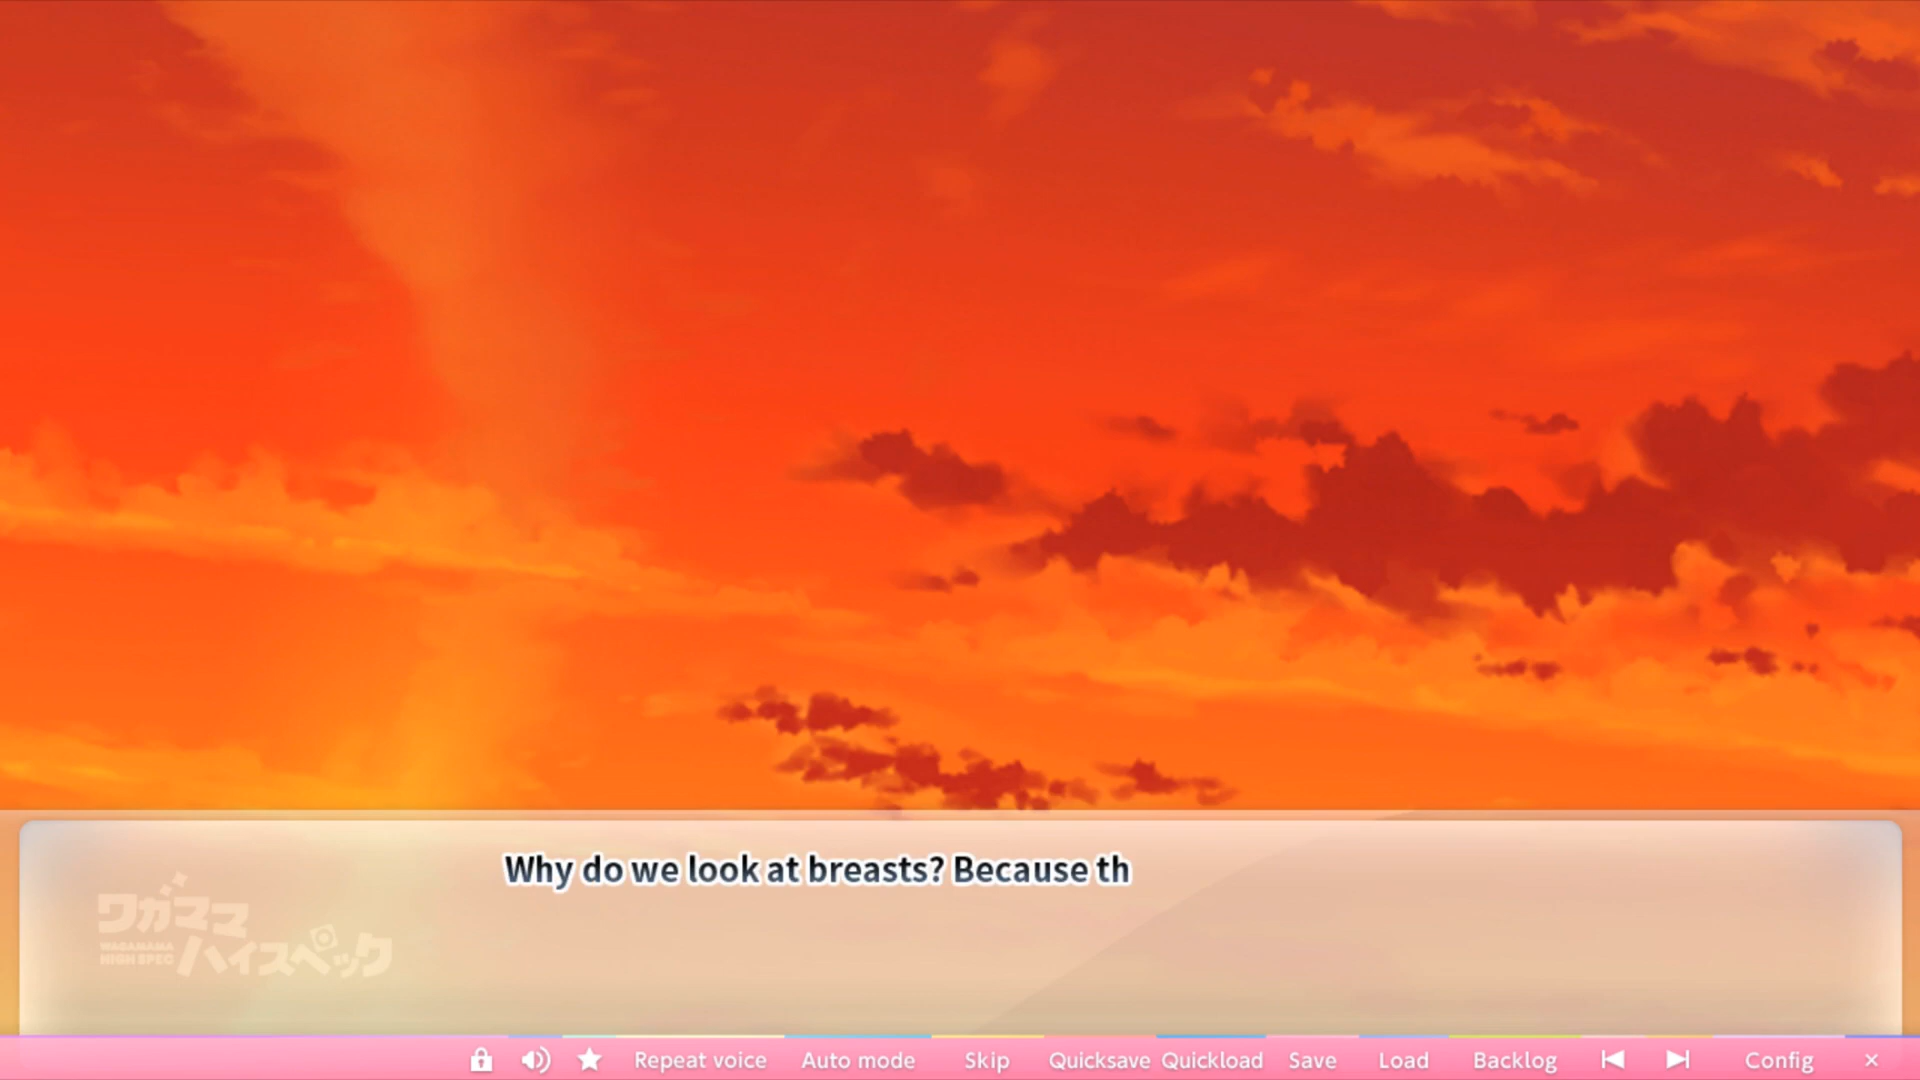 Why do we look at breasts? Because th
ワガママ
WAGAMAMA
HIGH SPEC
ハイスペック
Repeat voice Auto mode Skip Quicksave Quickload Save Load Backlog Config ×